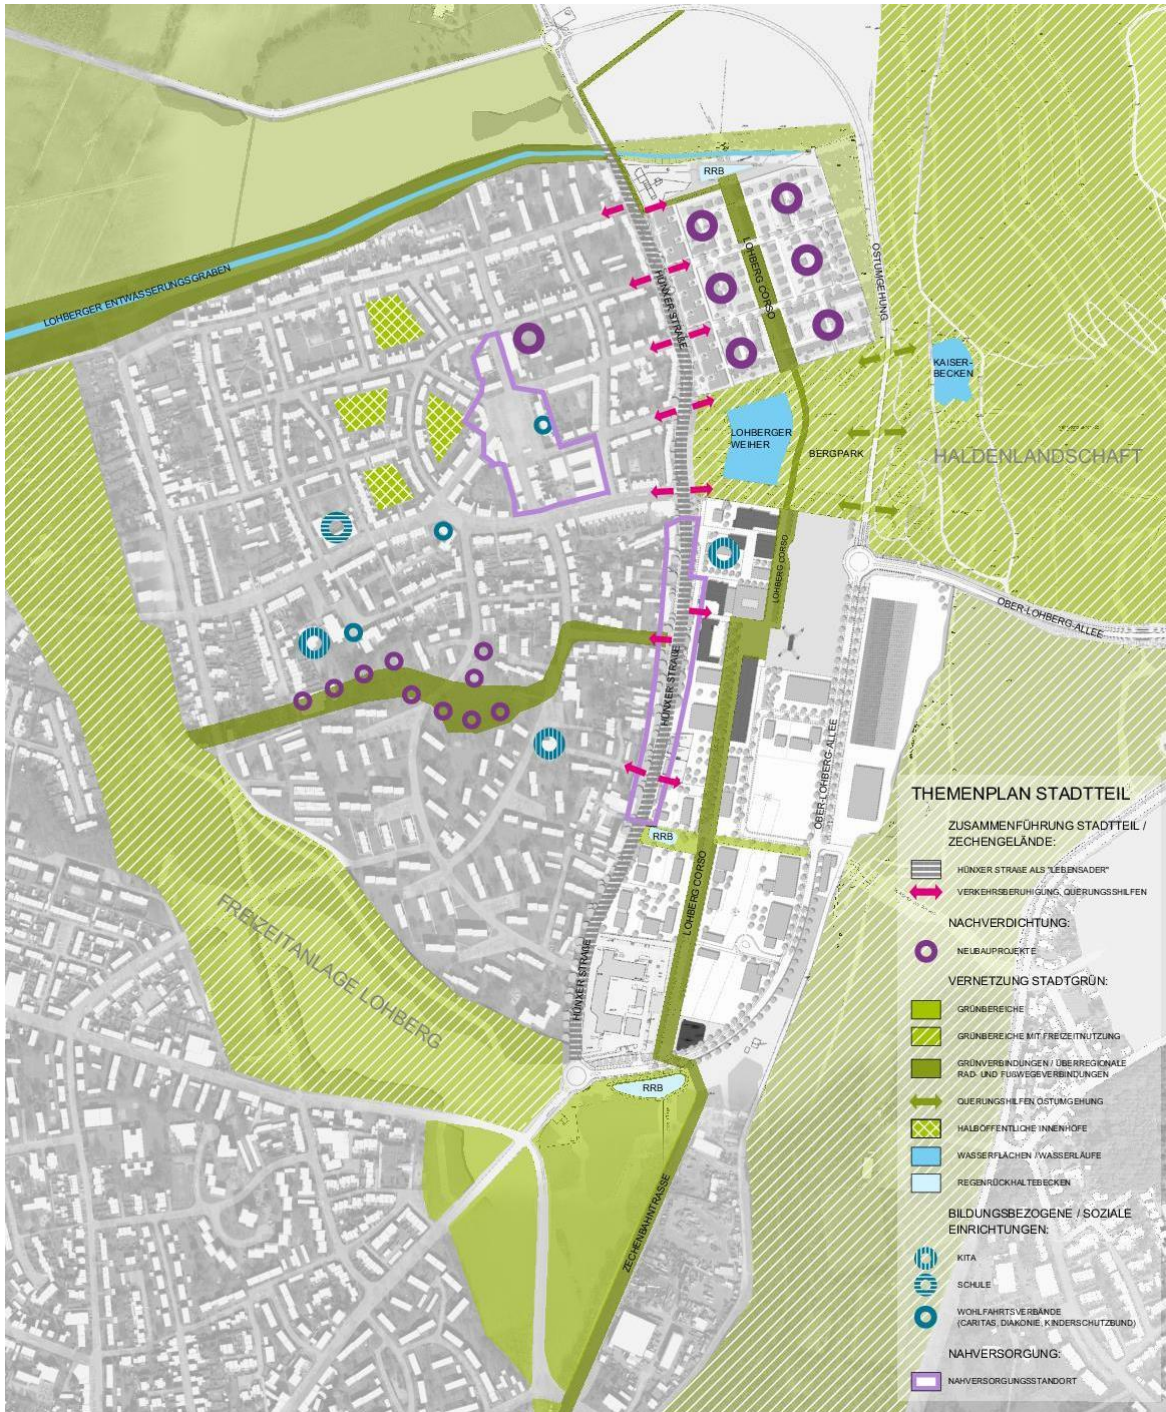 RRB
LOHBERG CORSO
OSTUMGEHUNG
LOHBERGER ENTWÄSSERUNGSGRABEN
HÜNXER STRAßE
KAISER-
BECKEN
LOHBERGER
WEIHER
BERGPARK
HALDENLANDSCHAFT
LOHBERG CORSO
OBER-LOHBERG-ALLEE
HÜNXER STRAßE
OBER-LOHBERG-ALLEE
RRB
LOHBERG CORSO
FREIZEITANLAGE LOHBERG
HÜNXER STRAßE
RRB
ZECHENBAHNTRASSE
THEMENPLAN STADTTEIL
ZUSAMMENFÜHRUNG STADTTEIL /
ZECHENGELÄNDE:
HÜNXER STRAßE ALS "LEBENSADER"
VERKEHRSBERUHIGUNG, QUERUNGSSHILFEN
NACHVERDICHTUNG:
NEUBAUPROJEKTE
VERNETZUNG STADTGRÜN:
GRÜNBEREICHE
GRÜNBEREICHE MIT FREIZEITNUTZUNG
GRÜNVERBINDUNGEN / ÜBERREGIONALE
RAD- UND FUßWEGEVERBINDUNGEN
QUERUNGSHILFEN OSTUMGEHUNG
HALBÖFFENTLICHE INNENHÖFE
WASSERFLÄCHEN / WASSERLÄUFE
REGENRÜCKHALTEBECKEN
BILDUNGSBEZOGENE / SOZIALE
EINRICHTUNGEN:
KITA
SCHULE
WOHLFAHRTSVERBÄNDE
(CARITAS, DIAKONIE, KINDERSCHUTZBUND)
NAHVERSORGUNG:
NAHVERSORGUNGSSTANDORT